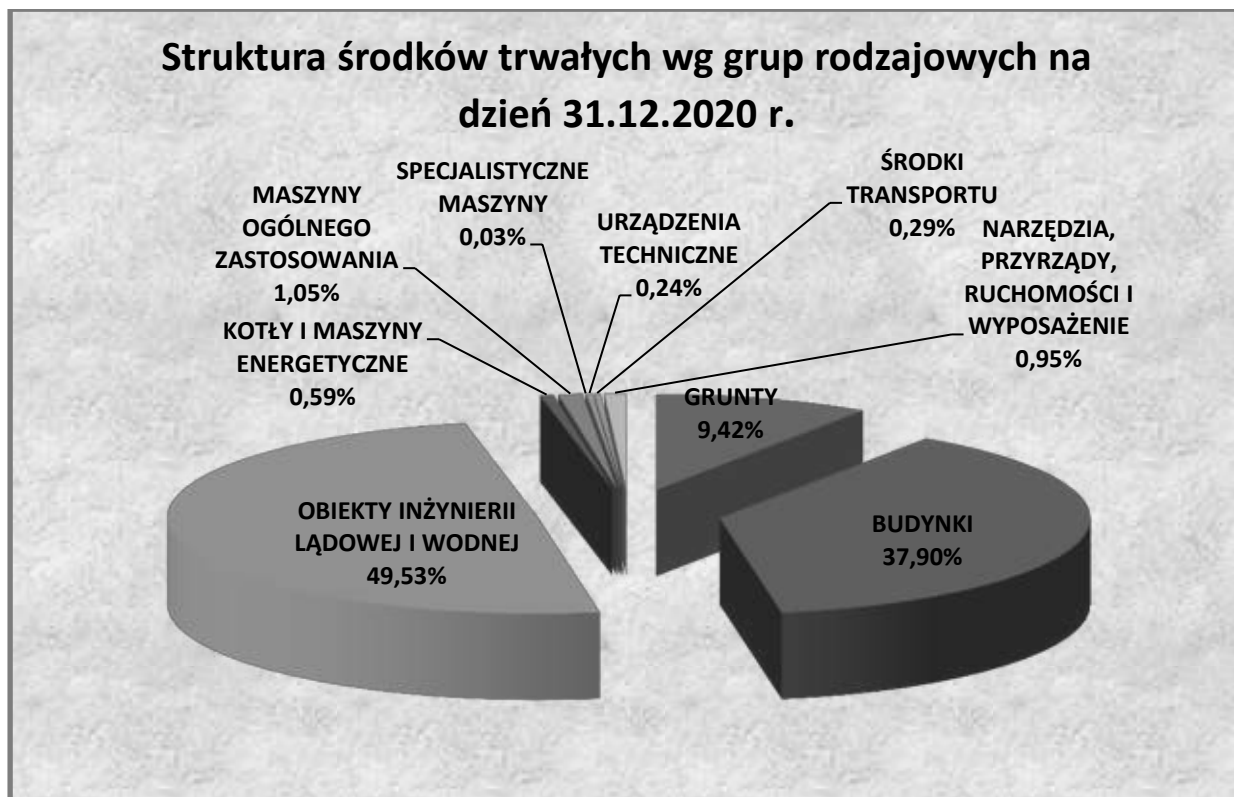 Struktura środków trwałych wg grup rodzajowych na
dzień 31.12.2020 r.
MASZYNY
OGÓLNEGO
ZASTOSOWANIA
1,05%
SPECJALISTYCZNE
MASZYNY
0,03%
URZĄDZENIA
TECHNICZNE
0,24%
ŚRODKI
TRANSPORTU
0,29%
NARZĘDZIA,
PRZYRZĄDY,
RUCHOMOŚCI I
WYPOSAŻENIE
0,95%
KOTŁY I MASZYNY
ENERGETYCZNE
0,59%
GRUNTY
9,42%
OBIEKTY INŻYNIERII
LĄDOWEJ I WODNEJ
49,53%
BUDYNKI
37,90%